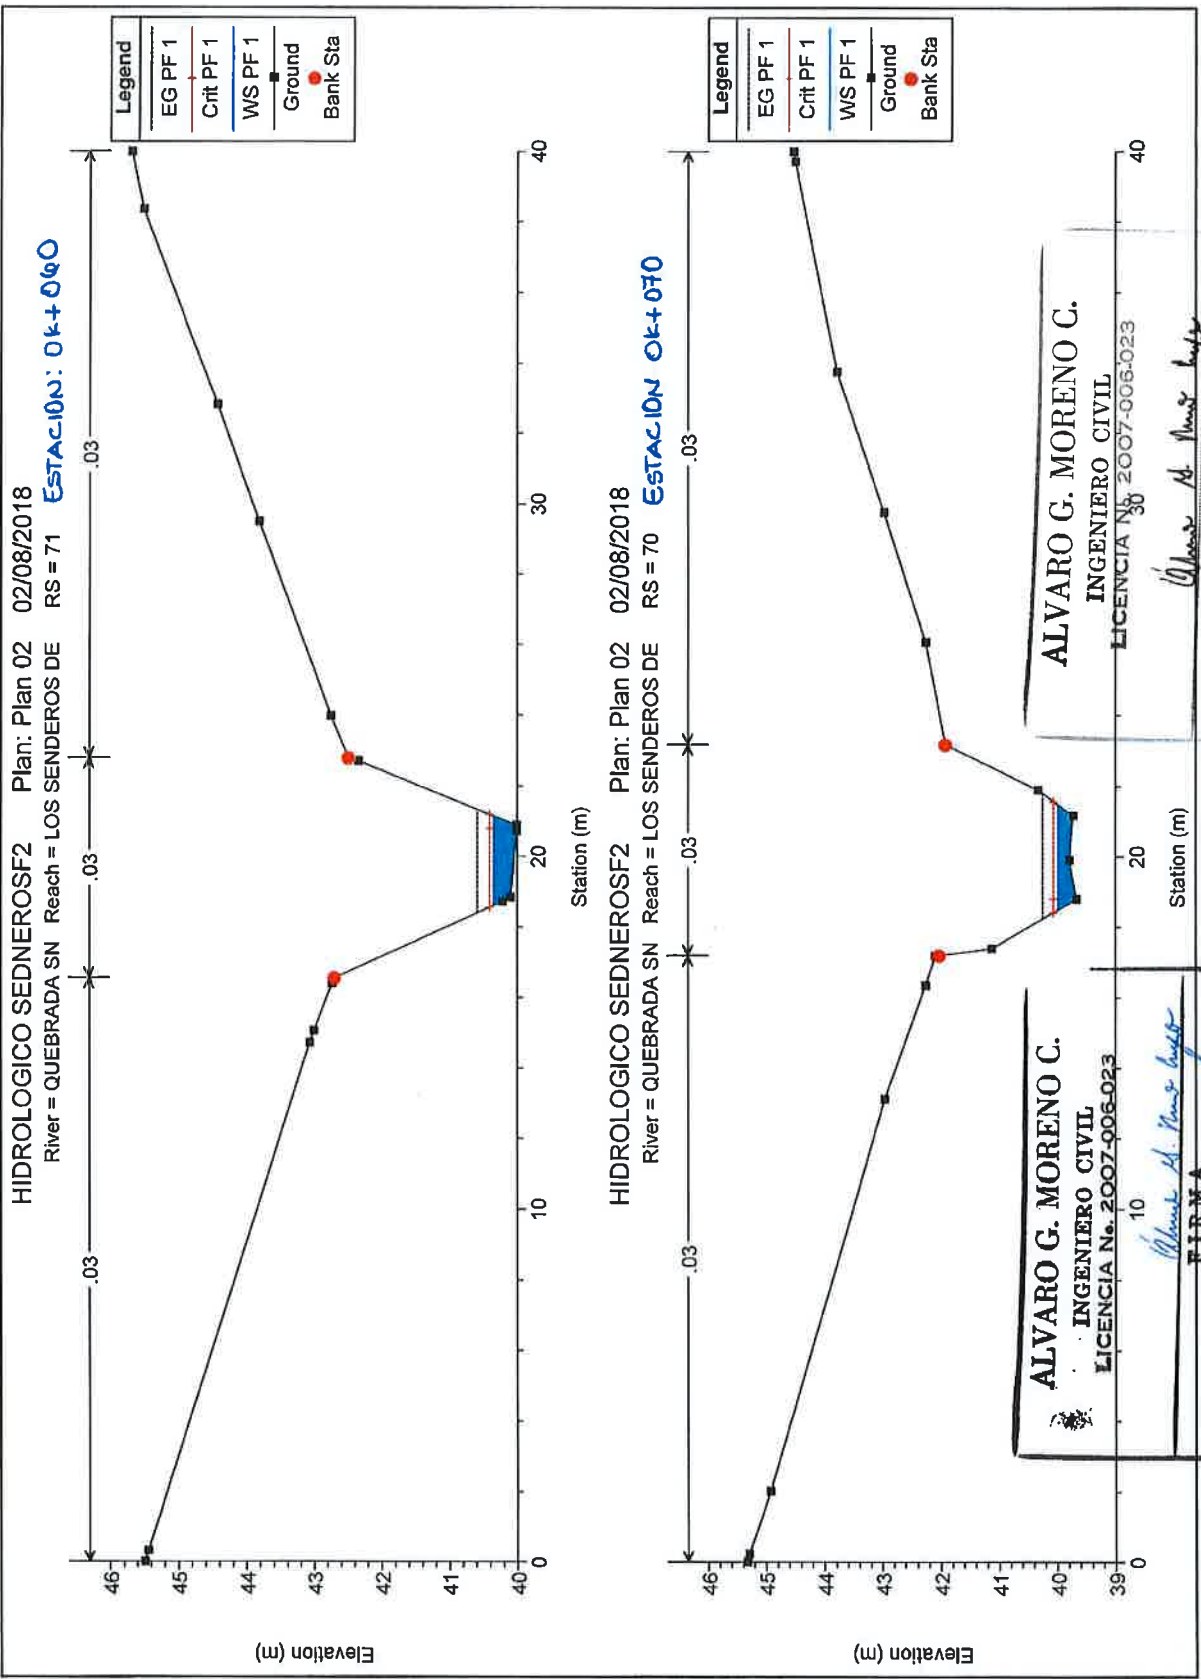 HIDROLOGICO SEDNEROSF2 Plan: Plan 02 02/08/2018
River = QUEBRADA SN Reach = LOS SENDEROS DE RS = 71 ESTACIÓN: 0K+060
.03
.03
.03
Legend
EG PF 1
Crit PF 1
WS PF 1
Ground
Bank Sta
46
45
44
43
42
41
40
Elevation (m)
0
10
20
30
40
Station (m)
HIDROLOGICO SEDNEROSF2 Plan: Plan 02 02/08/2018
River = QUEBRADA SN Reach = LOS SENDEROS DE RS = 70 ESTACIÓN 0K+070
.03
.03
.03
Legend
EG PF 1
Crit PF 1
WS PF 1
Ground
Bank Sta
46
45
44
43
42
41
40
39
Elevation (m)
0
10
20
30
40
Station (m)
ALVARO G. MORENO C.
INGENIERO CIVIL
LICENCIA No. 2007-006-023
FIRMA
ALVARO G. MORENO C.
INGENIERO CIVIL
LICENCIA No. 2007-006-023